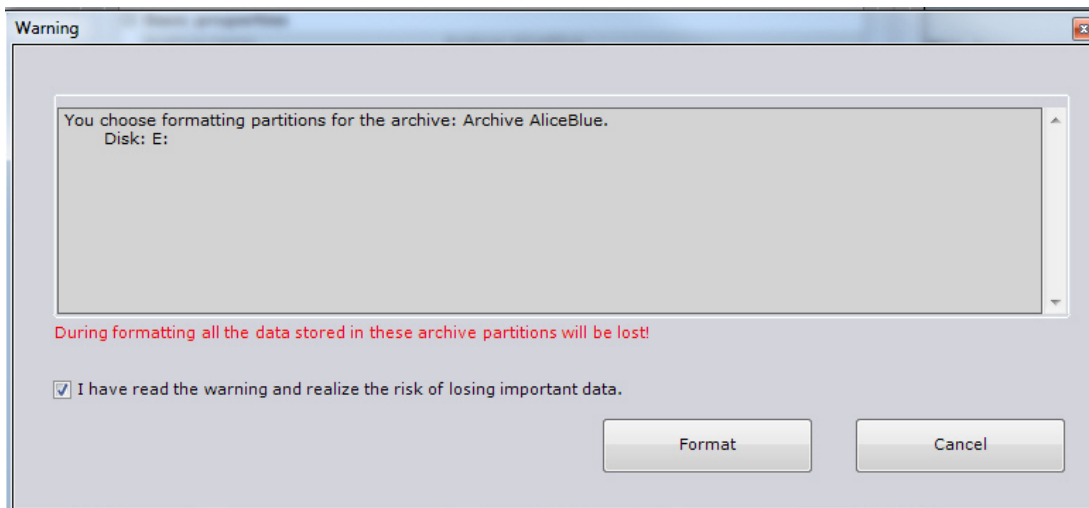 Warning
You choose formatting partitions for the archive: Archive AliceBlue.
Disk: E:
During formatting all the data stored in these archive partitions will be lost!
I have read the warning and realize the risk of losing important data.
Format
Cancel